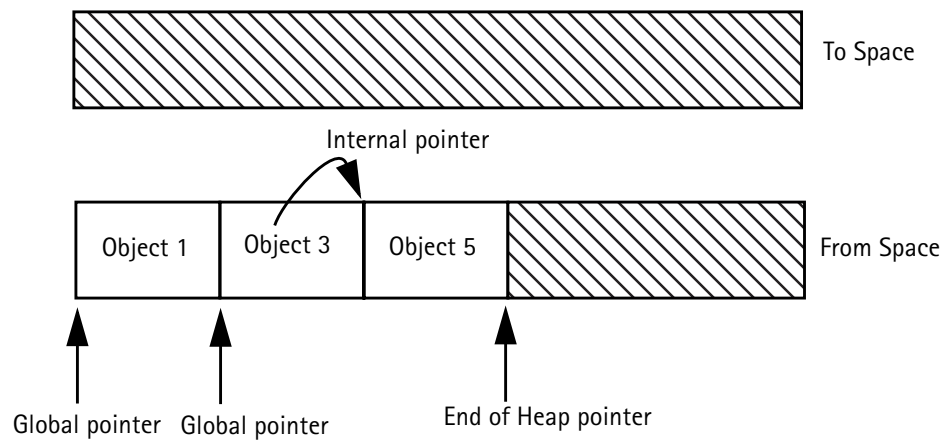 To Space
Internal pointer
Object 1
Object 3
Object 5
From Space
Global pointer
Global pointer
End of Heap pointer